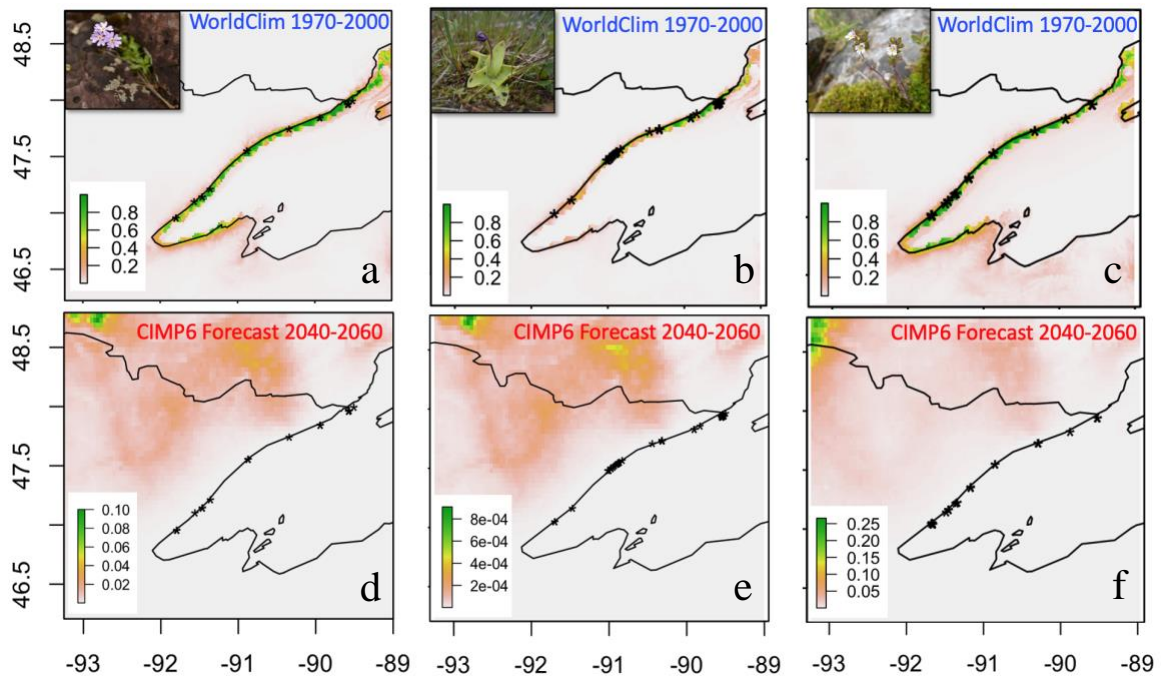 WorldClim 1970-2000
WorldClim 1970-2000
WorldClim 1970-2000
48.5
47.5
46.5
0.8
0.6
0.4
0.2
a
0.8
0.6
0.4
0.2
b
0.8
0.6
0.4
0.2
c
CIMP6 Forecast 2040-2060
CIMP6 Forecast 2040-2060
CIMP6 Forecast 2040-2060
48.5
47.5
46.5
0.10
0.08
0.06
0.04
0.02
d
8e-04
6e-04
4e-04
2e-04
e
0.25
0.20
0.15
0.10
0.05
f
-93 -92 -91 -90 -89
-93 -92 -91 -90 -89
-93 -92 -91 -90 -89